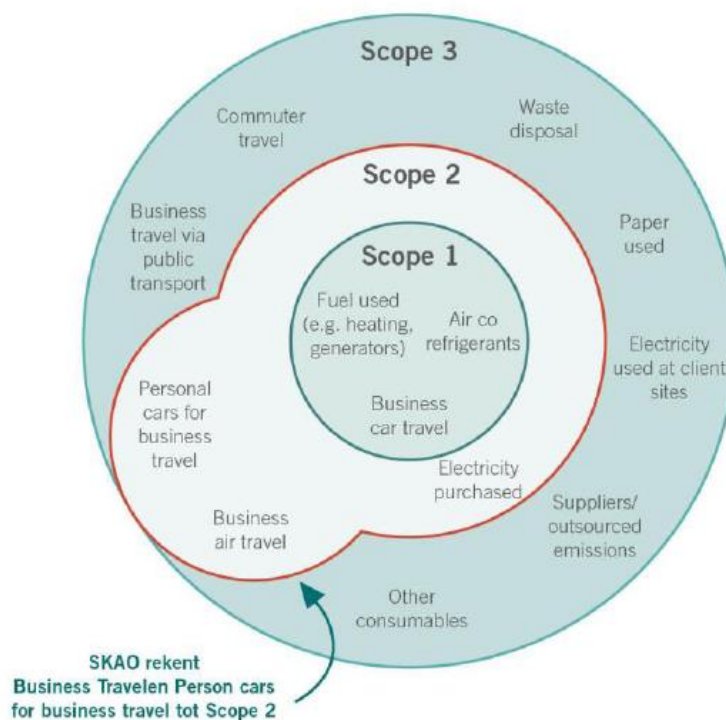 Scope 3
Commuter
travel
Waste
disposal
Scope 2
Business
travel via
public
transport
Paper
used
Scope 1
Fuel used
(e.g. heating,
generators)
Air co
refrigerants
Electricity
used at client
sites
Personal
cars for
business
travel
Business
car travel
Electricity
purchased
Business
air travel
Suppliers/
outsourced
emissions
Other
consumables
SKAO rekent
Business Travelen Person cars
for business travel tot Scope 2